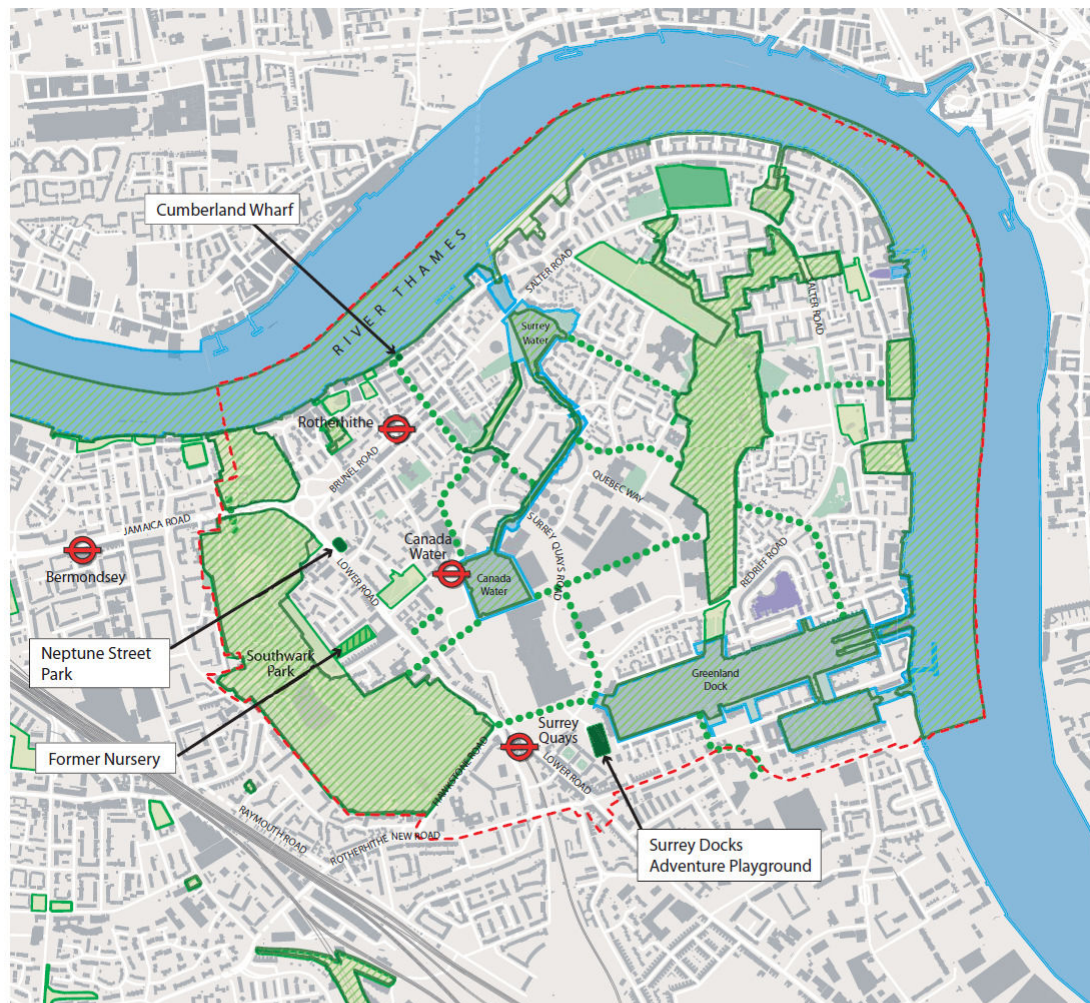 Cumberland Wharf
RIVER THAMES
SALTER ROAD
Surrey
Water
ALTER ROAD
Rotherhithe
BRUNEL ROAD
QUEBEC WAY
JAMAICA ROAD
Bermondsey
Canada
Water
SURREY QUAYS ROAD
LOWER ROAD
Canada
Water
REDRIFF ROAD
Neptune Street
Park
Southwark
Park
Greenland
Dock
Former Nursery
HAWKSTONE ROAD
Surrey
Quays
LOWER ROAD
RAYMOUTH ROAD
ROTHERHITHE NEW ROAD
Surrey Docks
Adventure Playground